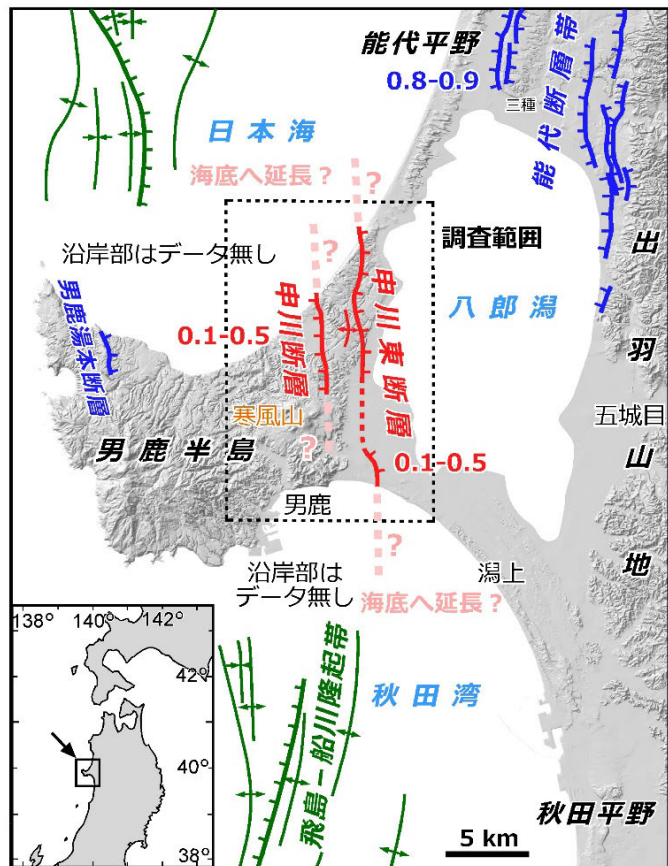 能代平野
0.8-0.9
三種
能代断層帯
日本海
海底へ延長？
?
?
調査範囲
沿岸部はデータ無し
出羽山地
八郎潟
男鹿湯本断層
0.1-0.5
申川断層
申川東断層
寒風山
五城目
男鹿半島
?
0.1-0.5
男鹿
?
沿岸部は
データ無し
潟上
海底へ延長？
138°
140°
142°
42°
40°
38°
飛島－船川隆起帯
秋田湾
秋田平野
5 km